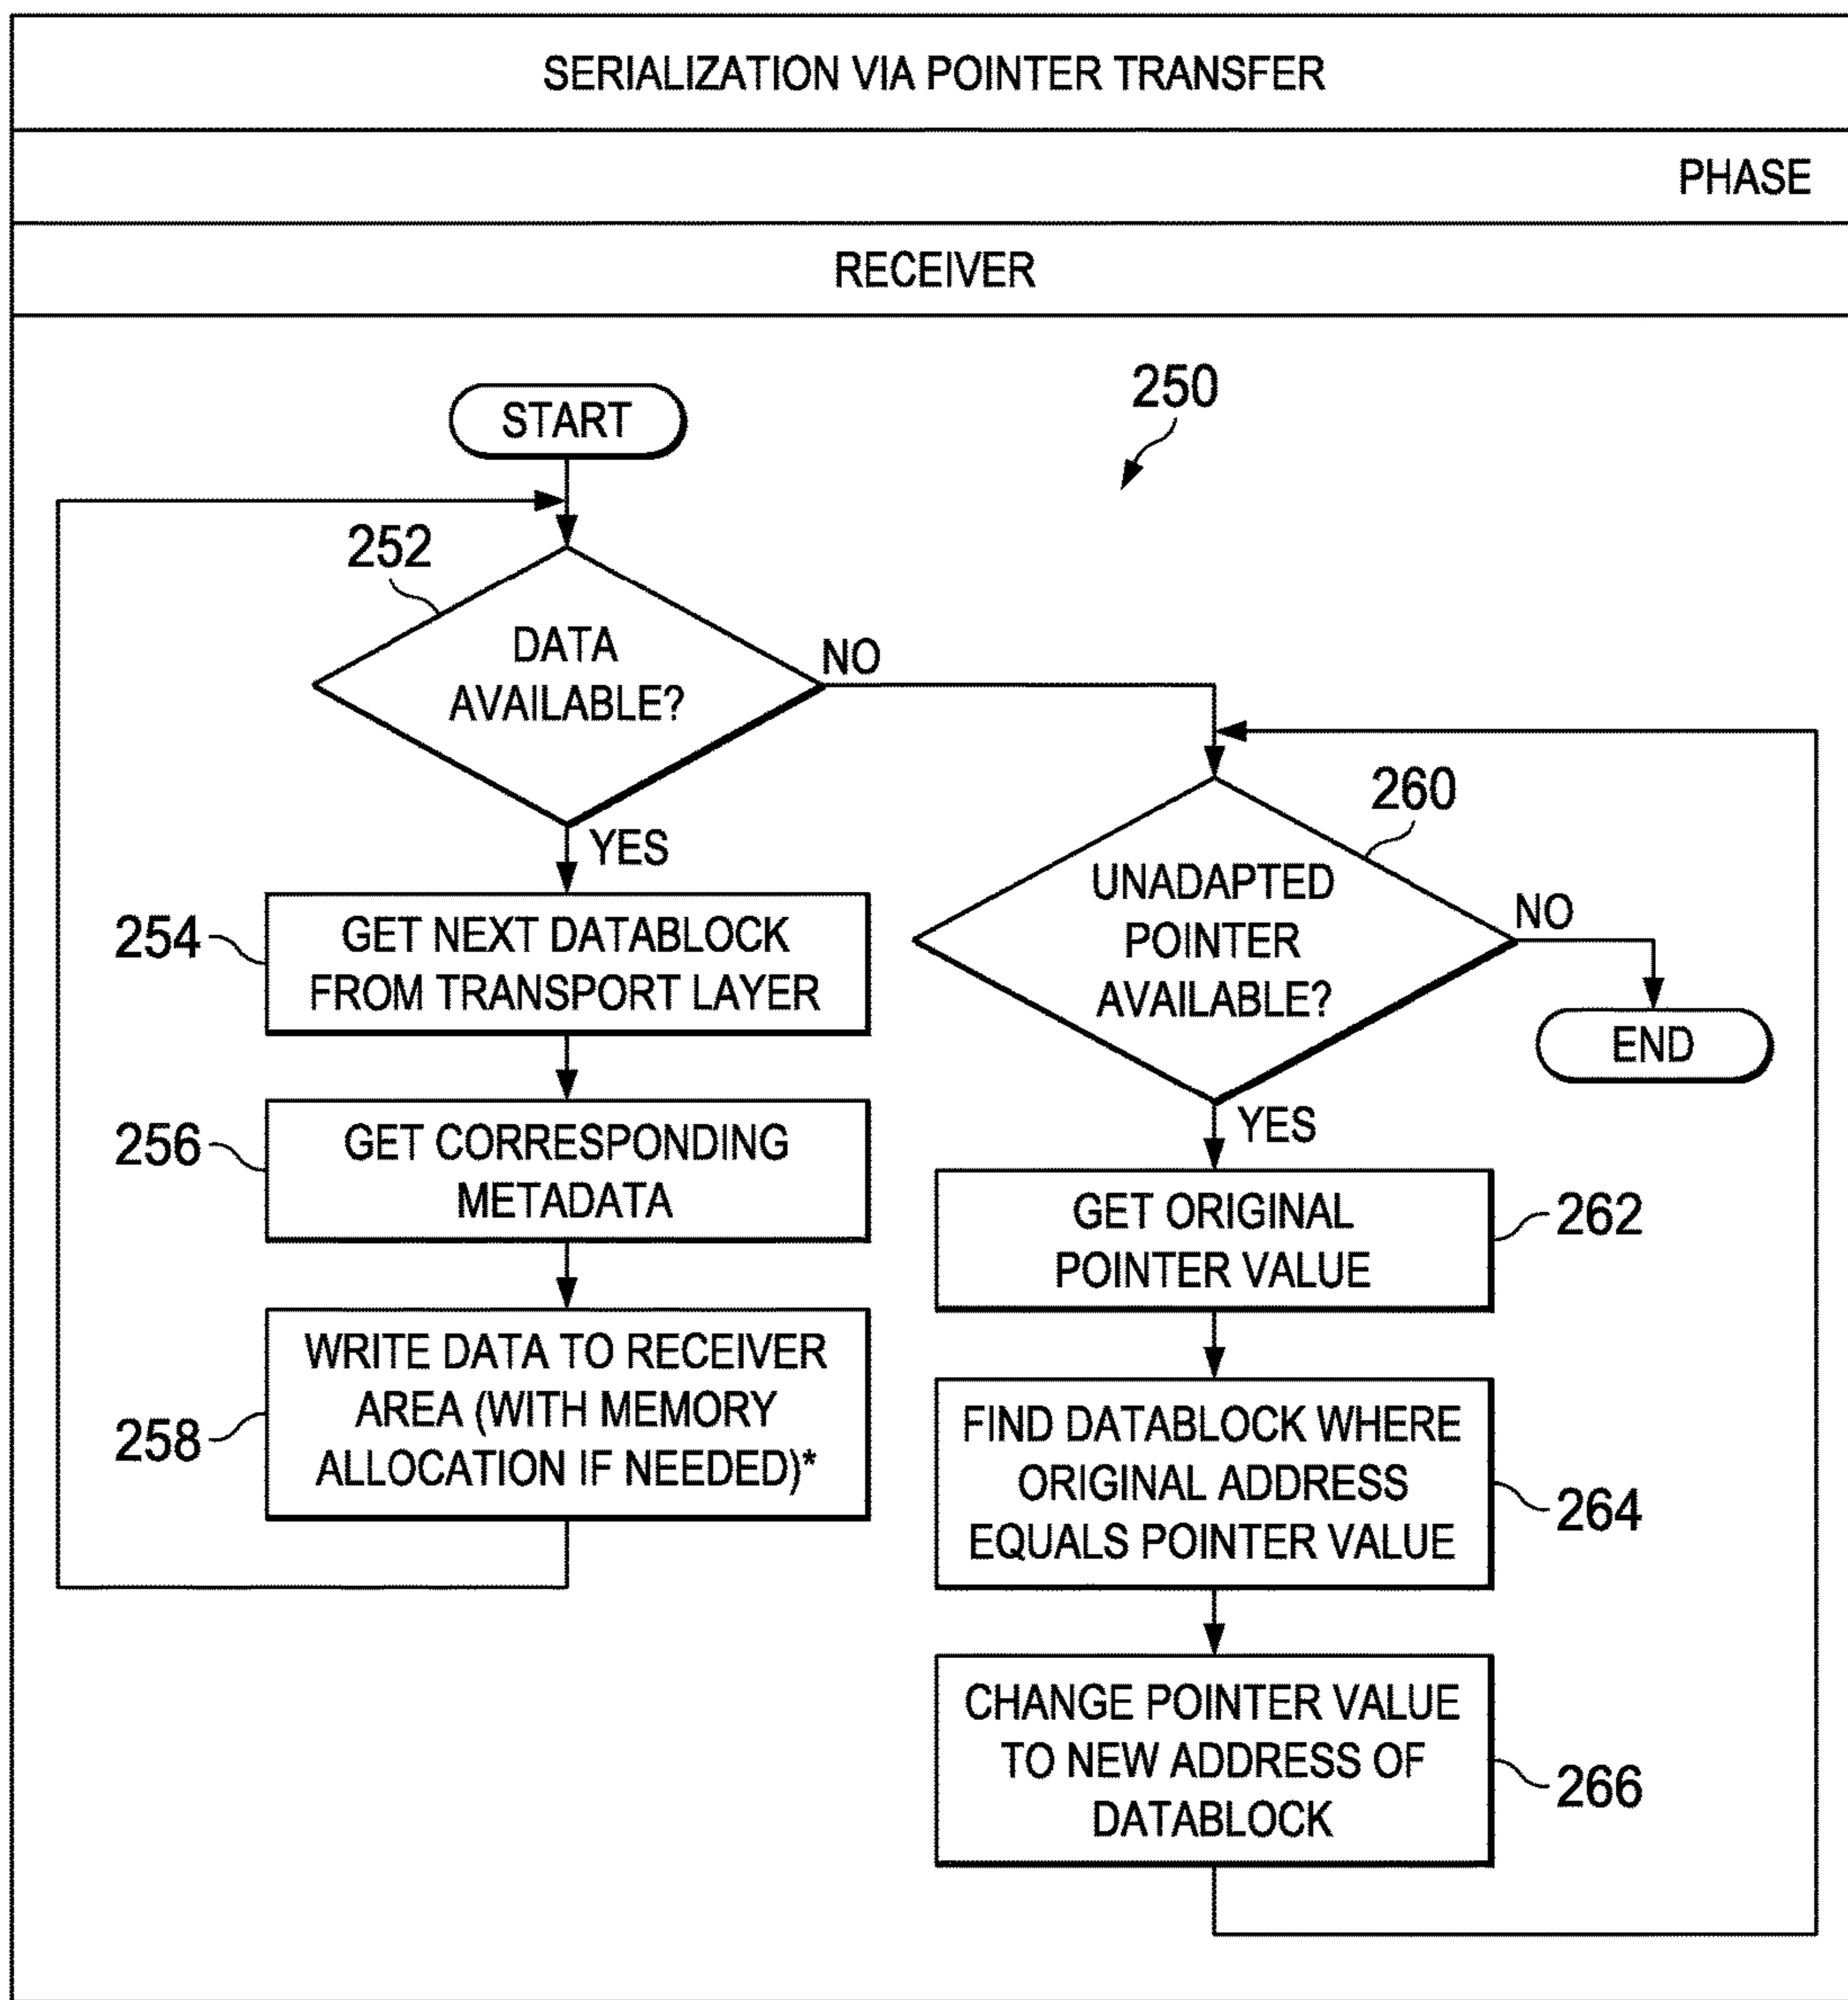 SERIALIZATION VIA POINTER TRANSFER
PHASE
RECEIVER
250
START
252
DATA
AVAILABLE?
NO
YES
254
GET NEXT DATABLOCK
FROM TRANSPORT LAYER
256
GET CORRESPONDING
METADATA
258
WRITE DATA TO RECEIVER
AREA (WITH MEMORY
ALLOCATION IF NEEDED)*
260
UNADAPTED
POINTER
AVAILABLE?
NO
END
YES
GET ORIGINAL
POINTER VALUE
262
FIND DATABLOCK WHERE
ORIGINAL ADDRESS
EQUALS POINTER VALUE
264
CHANGE POINTER VALUE
TO NEW ADDRESS OF
DATABLOCK
266